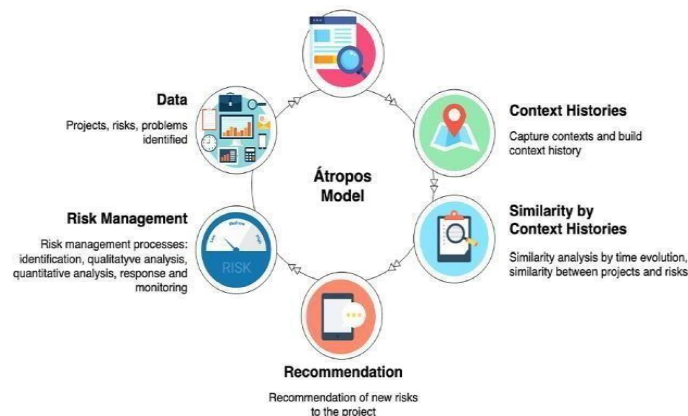 Data
Projects, risks, problems
identified
Context Histories
Capture contexts and build
context history
Átropos
Model
Risk Management
Risk management processes:
identification, qualitatyve analysis,
quantitative analysis, response and
monitoring
RISK
Similarity by
Context Histories
Similarity analysis by time evolution,
similarity between projects and risks
Recommendation
Recommendation of new risks
to the project